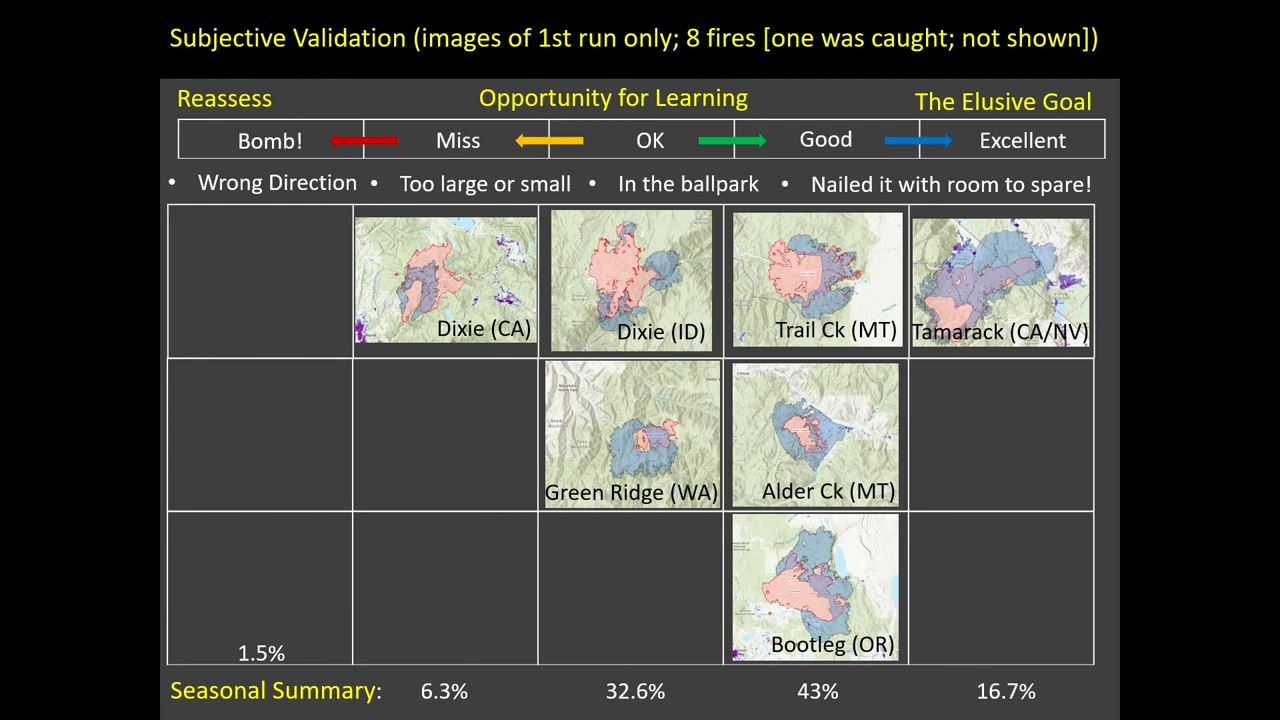 Subjective Validation (images of 1st run only; 8 fires [one was caught; not shown])
Reassess
Opportunity for Learning
The Elusive Goal
Bomb!
Miss
OK
Good
Excellent
• Wrong Direction
• Too large or small
• In the ballpark
• Nailed it with room to spare!
Dixie (CA)
Dixie (ID)
Trail Ck (MT)
Tamarack (CA/NV)
Green Ridge (WA)
Alder Ck (MT)
Bootleg (OR)
1.5%
Seasonal Summary:
6.3%
32.6%
43%
16.7%